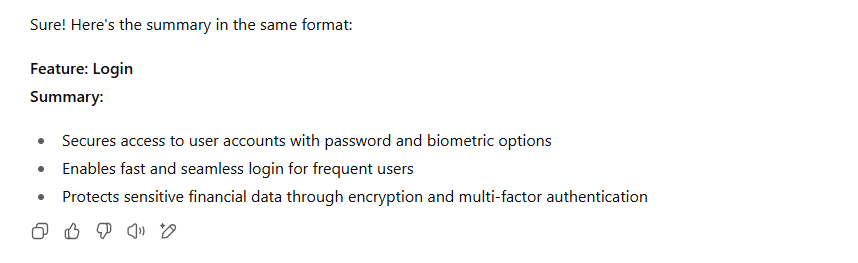 Sure! Here's the summary in the same format:
Feature: Login
Summary:
• Secures access to user accounts with password and biometric options
• Enables fast and seamless login for frequent users
• Protects sensitive financial data through encryption and multi-factor authentication